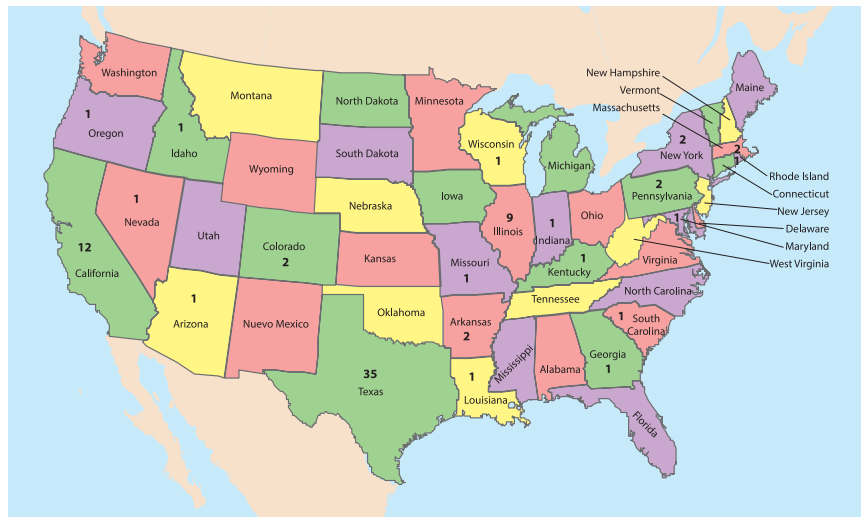 New Hampshire
Vermont
Massachusetts
Maine
Washington
Montana
North Dakota
Minnesota
1
Oregon
1
Idaho
Wisconsin
1
2
New York
2
1
South Dakota
Michigan
Wyoming
Rhode Island
Connecticut
New Jersey
Delaware
Maryland
West Virginia
2
Pennsylvania
1
Nevada
Nebraska
Iowa
9
Illinois
1
Indiana
Ohio
1
Utah
12
California
Colorado
2
Kansas
Missouri
1
1
Kentucky
Virginia
1
Arizona
Nuevo Mexico
Oklahoma
Arkansas
2
Tennessee
North Carolina
1
South
Carolina
35
Texas
1
Louisiana
Mississippi
Alabama
Georgia
1
Florida